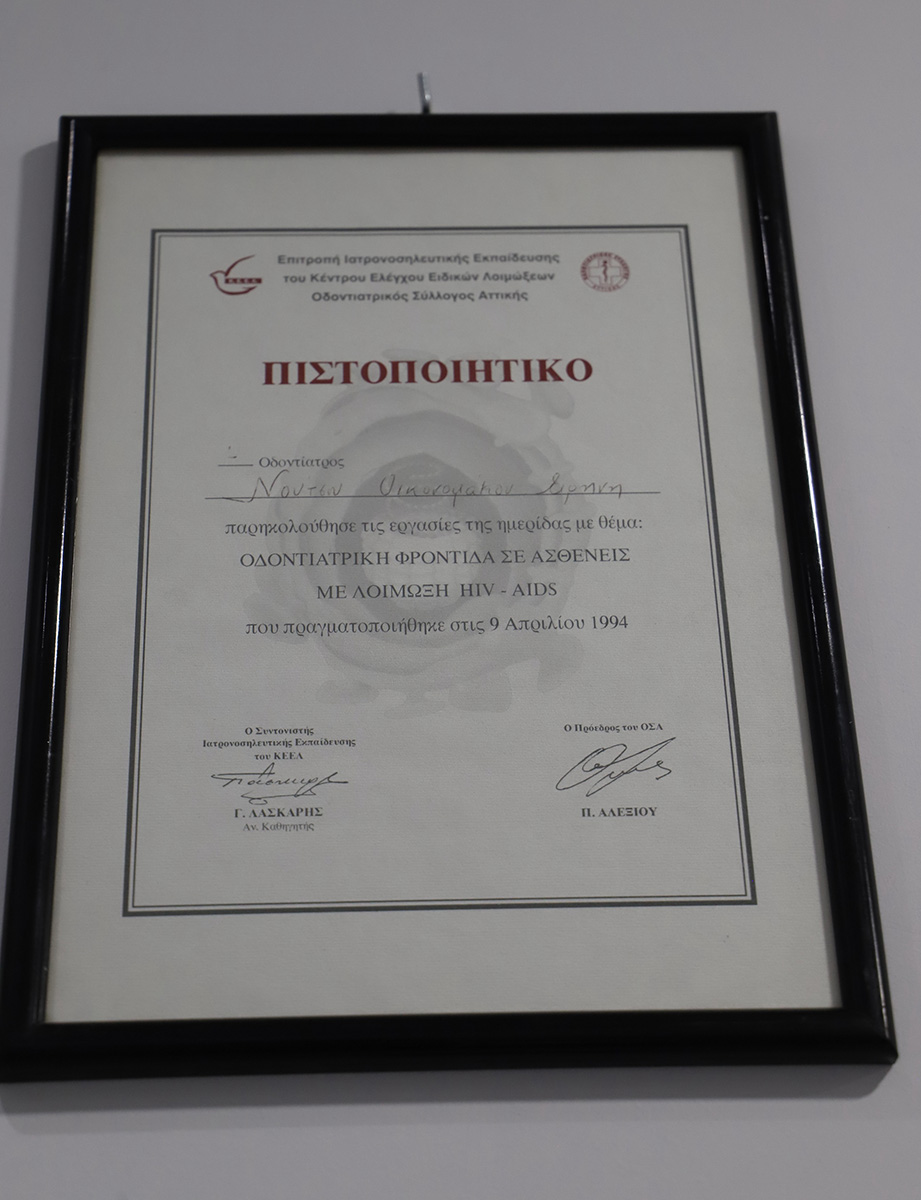 Επιτροπή Ιατρονοσηλευτικής Εκπαίδευσης
του Κέντρου Ελέγχου Ειδικών Λοιμώξεων
Οδοντιατρικός Σύλλογος Αττικής
Κ.Ε.Ε.Λ.
ΠΙΣΤΟΠΟΙΗΤΙΚΟ
Οδοντίατρος
Οικονομάκου Ειρήνη
παρηκολούθησε τις εργασίες της ημερίδας με θέμα:
ΟΔΟΝΤΙΑΤΡΙΚΗ ΦΡΟΝΤΙΔΑ ΣΕ ΑΣΘΕΝΕΙΣ
ΜΕ ΛΟΙΜΩΞΗ HIV - AIDS
που πραγματοποιήθηκε στις 9 Απριλίου 1994
Ο Συντονιστής
Ιατρονοσηλευτικής Εκπαίδευσης
του ΚΕΕΛ
Γ. ΛΑΣΚΑΡΗΣ
Αν. Καθηγητής
Ο Πρόεδρος του ΟΣΑ
Π. ΑΛΕΞΙΟΥ